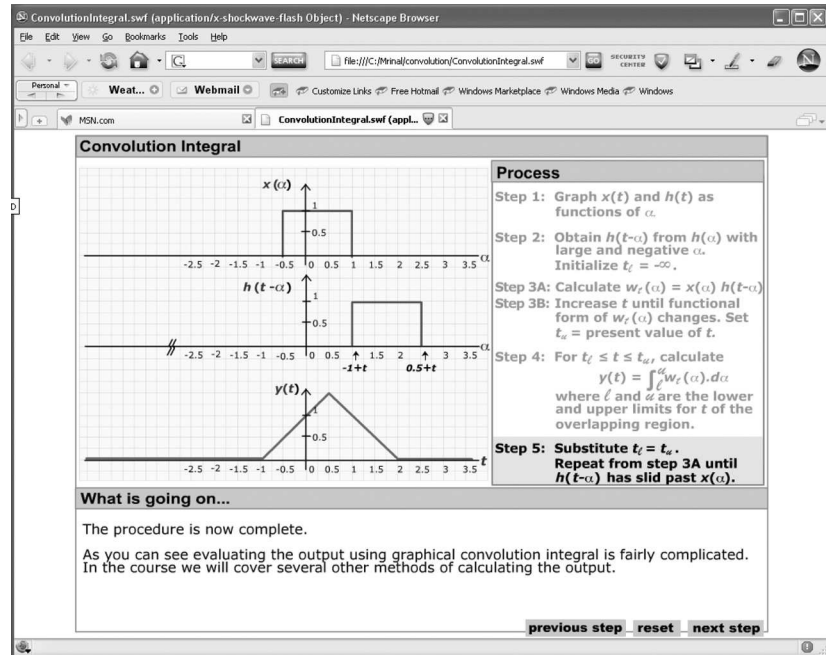 ConvolutionIntegral.swf (application/x-shockwave-flash Object) - Netscape Browser
File Edit View Go Bookmarks Tools Help
G SEARCH file:///C:/Mrinal/convolution/ConvolutionIntegral.swf GO SECURITY CENTER N
Personal Weat... Webmail Customize Links Free Hotmail Windows Marketplace Windows Media Windows
MSN.com ConvolutionIntegral.swf (appl...
Convolution Integral
x(α)
1
0.5
-2.5 -2 -1.5 -1 -0.5 0 0.5 1 1.5 2 2.5 3 3.5 α
h(t-α)
1
0.5
-2.5 -2 -1.5 -1 -0.5 0 0.5 1 1.5 2 2.5 3 3.5 α
-1+t 0.5+t
y(t)
1
0.5
-2.5 -2 -1.5 -1 -0.5 0 0.5 1 1.5 2 2.5 3 3.5 t
Process
Step 1: Graph x(t) and h(t) as
functions of α.
Step 2: Obtain h(t-α) from h(α) with
large and negative α.
Initialize tℓ = -∞.
Step 3A: Calculate wt(α) = x(α) h(t-α)
Step 3B: Increase t until functional
form of wt(α) changes. Set
tu = present value of t.
Step 4: For tℓ ≤ t ≤ tu, calculate
y(t) = ∫ℓu wt(α).dα
where ℓ and u are the lower
and upper limits for t of the
overlapping region.
Step 5: Substitute tℓ = tu.
Repeat from step 3A until
h(t-α) has slid past x(α).
What is going on...
The procedure is now complete.
As you can see evaluating the output using graphical convolution integral is fairly complicated.
In the course we will cover several other methods of calculating the output.
previous step reset next step